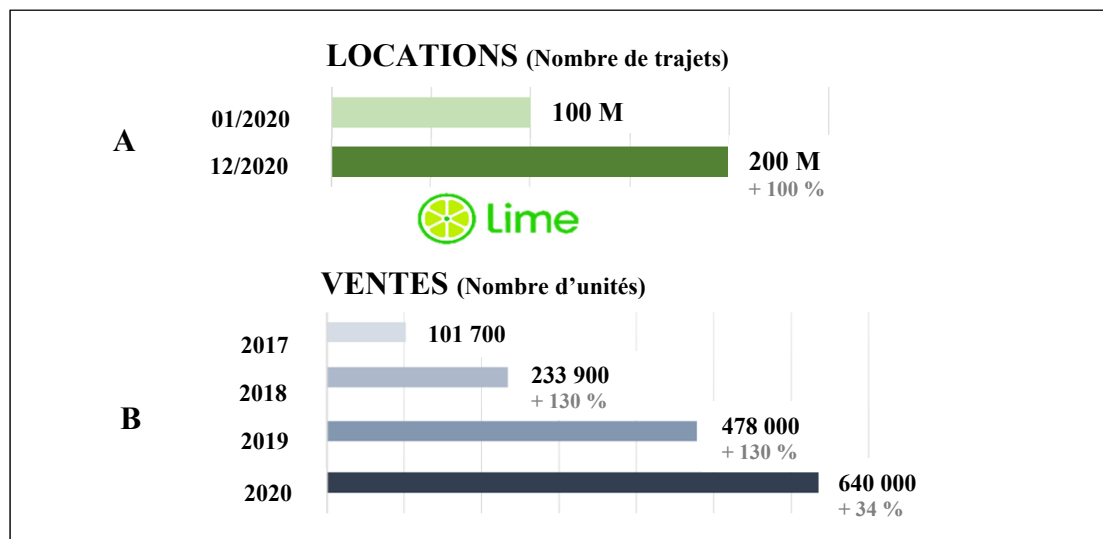 LOCATIONS (Nombre de trajets)
A
01/2020
100 M
12/2020
200 M
+ 100 %
Lime
VENTES (Nombre d’unités)
B
2017
101 700
2018
233 900
+ 130 %
2019
478 000
+ 130 %
2020
640 000
+ 34 %